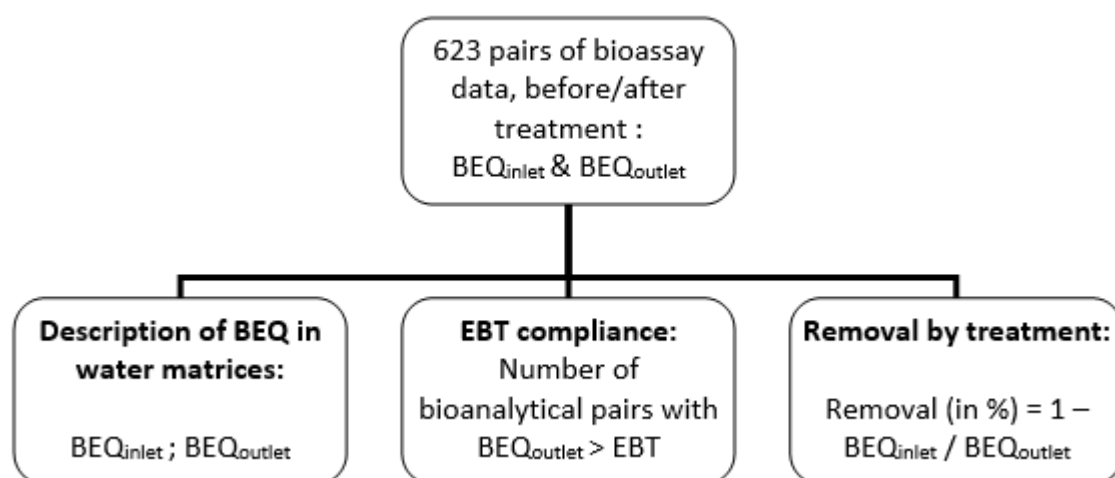 623 pairs of bioassay
data, before/after
treatment :
BEQinlet & BEQoutlet
Description of BEQ in
water matrices:
BEQinlet ; BEQoutlet
EBT compliance:
Number of
bioanalytical pairs with
BEQoutlet > EBT
Removal by treatment:
Removal (in %) = 1 –
BEQinlet / BEQoutlet